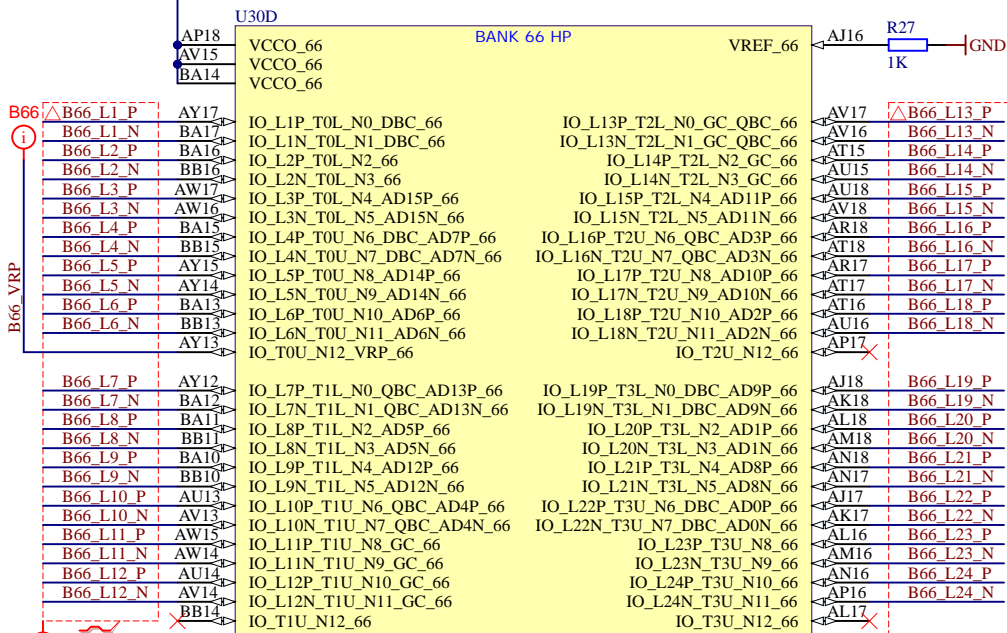 U30D
BANK 66 HP
AP18 VCCO_66 VREF_66 AJ16 R27 1K GND
AV15 VCCO_66
BA14 VCCO_66
B66 i
B66_VRP
B66_L1_P AY17 IO_L1P_T0L_N0_DBC_66 IO_L13P_T2L_N0_GC_QBC_66 AV17 B66_L13_P
B66_L1_N BA17 IO_L1N_T0L_N1_DBC_66 IO_L13N_T2L_N1_GC_QBC_66 AV16 B66_L13_N
B66_L2_P BA16 IO_L2P_T0L_N2_66 IO_L14P_T2L_N2_GC_66 AT15 B66_L14_P
B66_L2_N BB16 IO_L2N_T0L_N3_66 IO_L14N_T2L_N3_GC_66 AU15 B66_L14_N
B66_L3_P AW17 IO_L3P_T0L_N4_AD15P_66 IO_L15P_T2L_N4_AD11P_66 AU18 B66_L15_P
B66_L3_N AW16 IO_L3N_T0L_N5_AD15N_66 IO_L15N_T2L_N5_AD11N_66 AV18 B66_L15_N
B66_L4_P BA15 IO_L4P_T0U_N6_DBC_AD7P_66 IO_L16P_T2U_N6_QBC_AD3P_66 AR18 B66_L16_P
B66_L4_N BB15 IO_L4N_T0U_N7_DBC_AD7N_66 IO_L16N_T2U_N7_QBC_AD3N_66 AT18 B66_L16_N
B66_L5_P AY15 IO_L5P_T0U_N8_AD14P_66 IO_L17P_T2U_N8_AD10P_66 AR17 B66_L17_P
B66_L5_N AY14 IO_L5N_T0U_N9_AD14N_66 IO_L17N_T2U_N9_AD10N_66 AT17 B66_L17_N
B66_L6_P BA13 IO_L6P_T0U_N10_AD6P_66 IO_L18P_T2U_N10_AD2P_66 AT16 B66_L18_P
B66_L6_N BB13 IO_L6N_T0U_N11_AD6N_66 IO_L18N_T2U_N11_AD2N_66 AU16 B66_L18_N
AY13 IO_T0U_N12_VRP_66 IO_T2U_N12_66 AP17
B66_L7_P AY12 IO_L7P_T1L_N0_QBC_AD13P_66 IO_L19P_T3L_N0_DBC_AD9P_66 AJ18 B66_L19_P
B66_L7_N BA12 IO_L7N_T1L_N1_QBC_AD13N_66 IO_L19N_T3L_N1_DBC_AD9N_66 AK18 B66_L19_N
B66_L8_P BA11 IO_L8P_T1L_N2_AD5P_66 IO_L20P_T3L_N2_AD1P_66 AL18 B66_L20_P
B66_L8_N BB11 IO_L8N_T1L_N3_AD5N_66 IO_L20N_T3L_N3_AD1N_66 AM18 B66_L20_N
B66_L9_P BA10 IO_L9P_T1L_N4_AD12P_66 IO_L21P_T3L_N4_AD8P_66 AN18 B66_L21_P
B66_L9_N BB10 IO_L9N_T1L_N5_AD12N_66 IO_L21N_T3L_N5_AD8N_66 AN17 B66_L21_N
B66_L10_P AU13 IO_L10P_T1U_N6_QBC_AD4P_66 IO_L22P_T3U_N6_DBC_AD0P_66 AJ17 B66_L22_P
B66_L10_N AV13 IO_L10N_T1U_N7_QBC_AD4N_66 IO_L22N_T3U_N7_DBC_AD0N_66 AK17 B66_L22_N
B66_L11_P AW15 IO_L11P_T1U_N8_GC_66 IO_L23P_T3U_N8_66 AL16 B66_L23_P
B66_L11_N AW14 IO_L11N_T1U_N9_GC_66 IO_L23N_T3U_N9_66 AM16 B66_L23_N
B66_L12_P AU14 IO_L12P_T1U_N10_GC_66 IO_L24P_T3U_N10_66 AN16 B66_L24_P
B66_L12_N AV14 IO_L12N_T1U_N11_GC_66 IO_L24N_T3U_N11_66 AP16 B66_L24_N
BB14 IO_T1U_N12_66 IO_T3U_N12_66 AL17